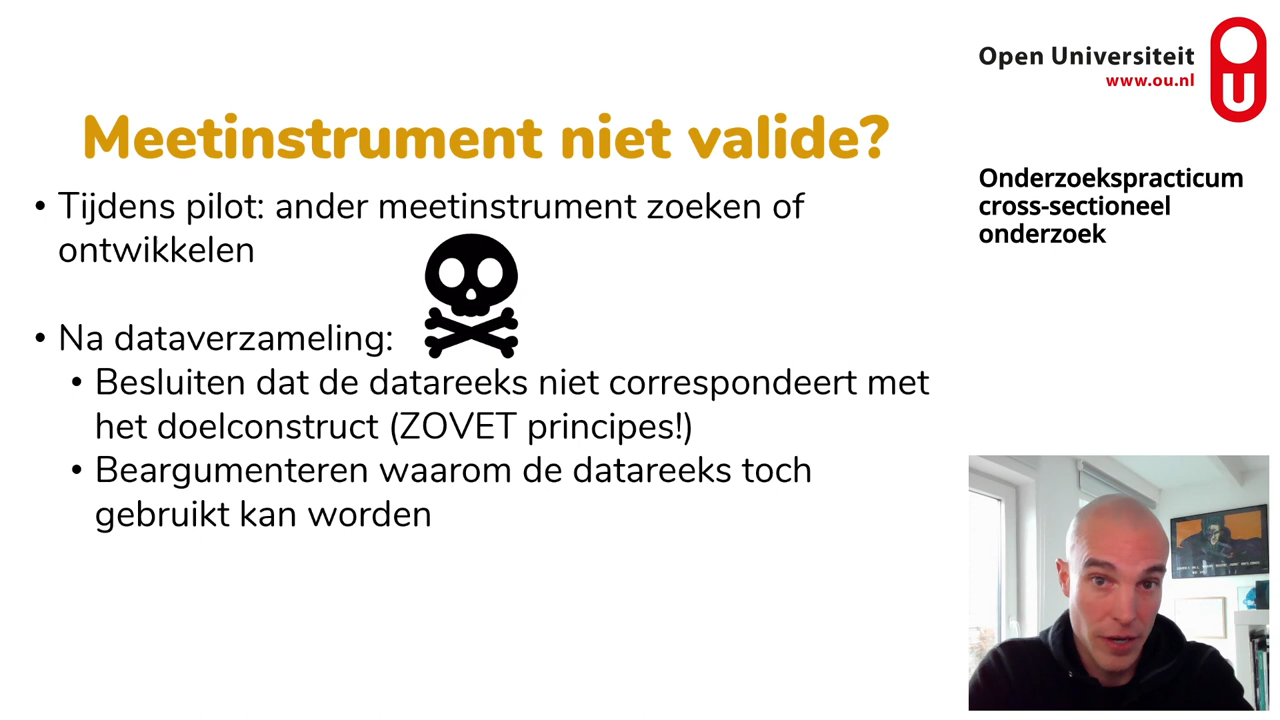 Open Universiteit
www.ou.nl
Meetinstrument niet valide?
• Tijdens pilot: ander meetinstrument zoeken of
ontwikkelen
• Na dataverzameling:
• Besluiten dat de datareeks niet correspondeert met
het doelconstruct (ZOVET principes!)
• Beargumenteren waarom de datareeks toch
gebruikt kan worden
Onderzoekspracticum
cross-sectioneel
onderzoek